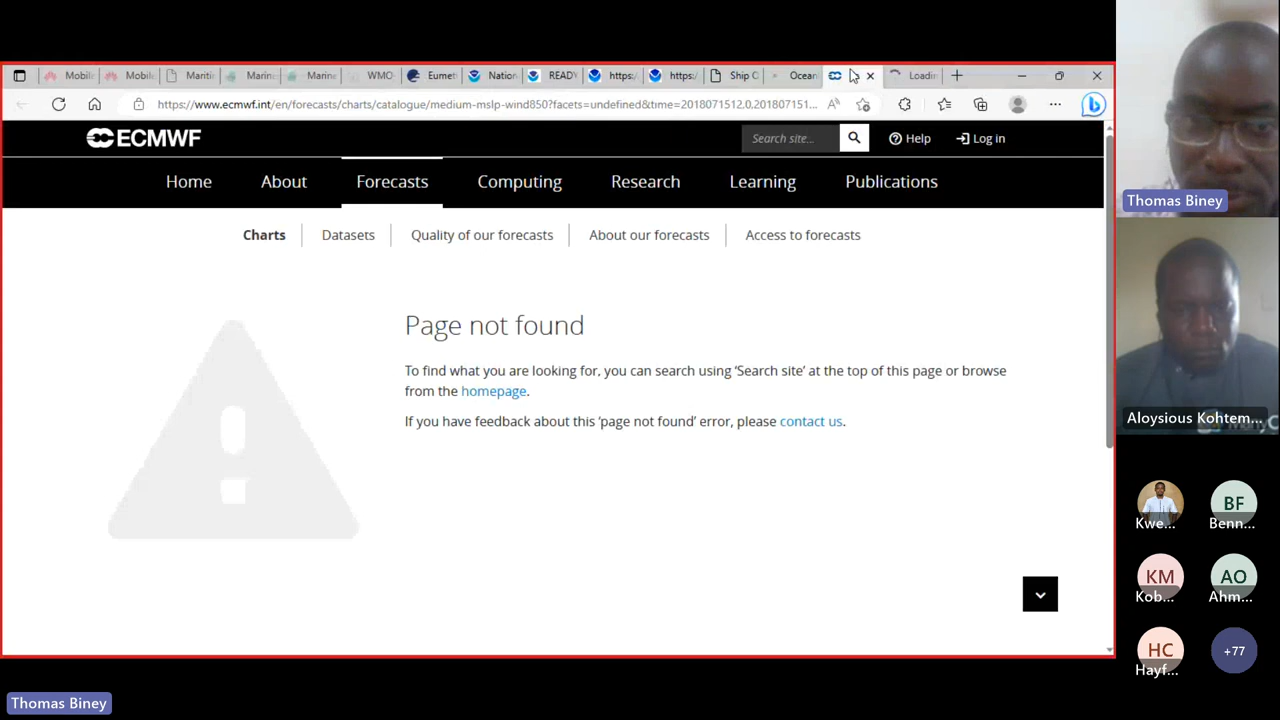 Mobil
Mobil
Mariti
Marine
Marine
WMO
Eumet
Nation
READY
https:/
https:/
Ship O
Ocean
Loadin
https://www.ecmwf.int/en/forecasts/charts/catalogue/medium-mslp-wind850?facets=undefined&time=2018071512,0,201807151...
ECMWF
Search site...
Help
Log in
Home
About
Forecasts
Computing
Research
Learning
Publications
Charts
Datasets
Quality of our forecasts
About our forecasts
Access to forecasts
Page not found
To find what you are looking for, you can search using ‘Search site’ at the top of this page or browse
from the homepage.
If you have feedback about this ‘page not found’ error, please contact us.
Thomas Biney
Thomas Biney
Aloysious Kohtem...
Kwe...
BF
Benn...
KM
Kob...
AO
Ahm...
HC
Hayf...
+77